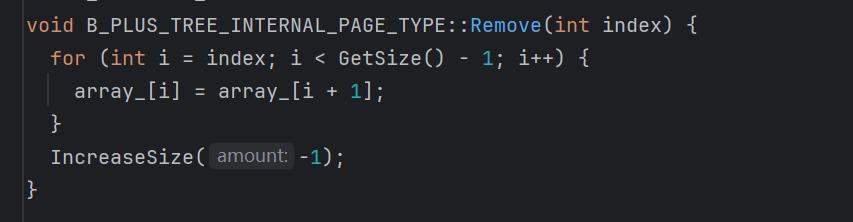 void B_PLUS_TREE_INTERNAL_PAGE_TYPE::Remove(int index) {
  for (int i = index; i < GetSize() - 1; i++) {
    array_[i] = array_[i + 1];
  }
  IncreaseSize( amount: -1);
}